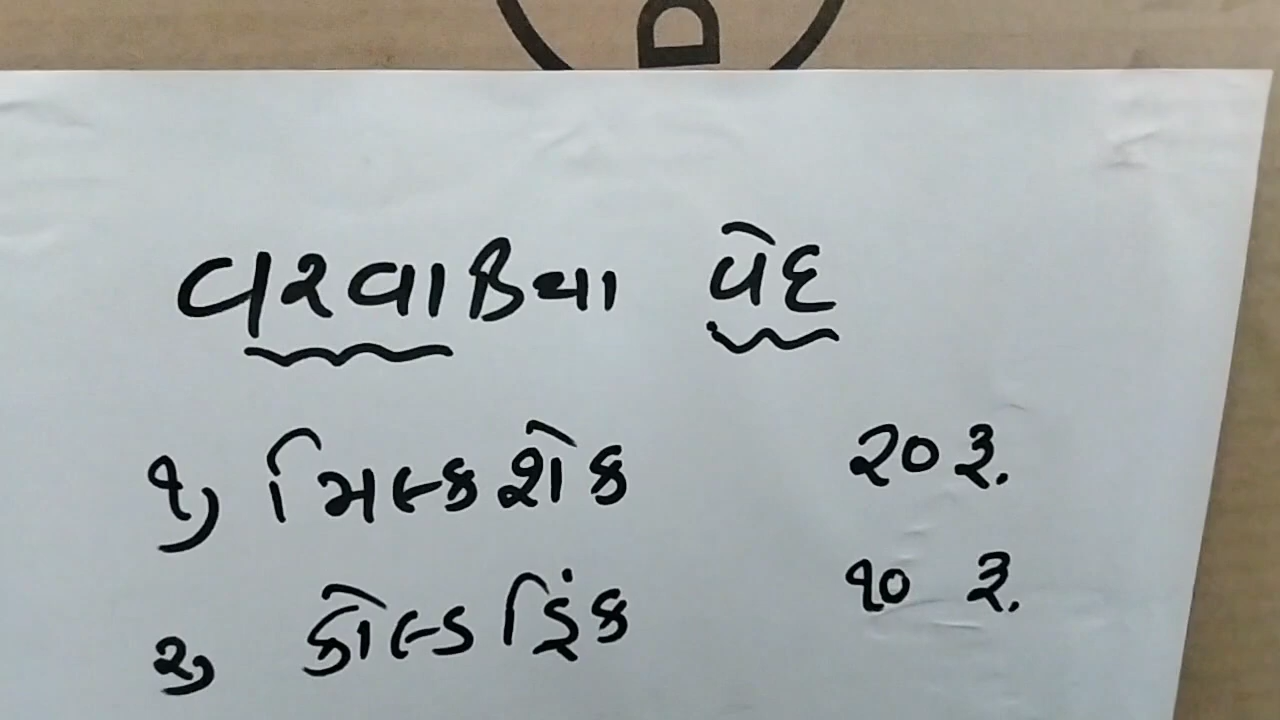 D
વરવાડિયા વેદ
૧) મિલ્કશેક ૨૦ રૂ.
૨) કોલ્ડ ડ્રિંક ૧૦ રૂ.